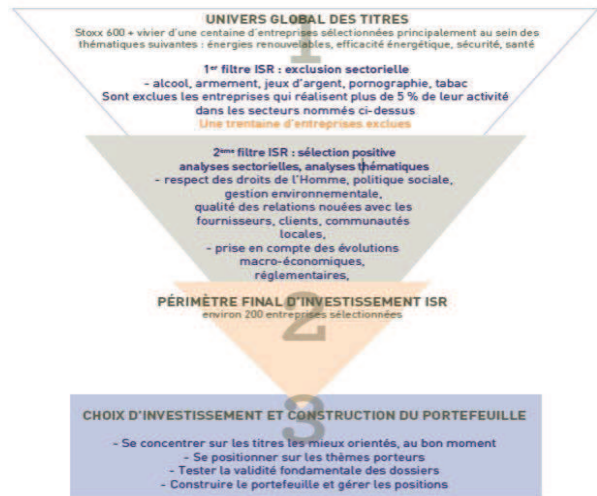 1
UNIVERS GLOBAL DES TITRES
Stoxx 600 + vivier d'une centaine d'entreprises sélectionnées principalement au sein des
thématiques suivantes : énergies renouvelables, efficacité énergétique, sécurité, santé
1er filtre ISR : exclusion sectorielle
- alcool, armement, jeux d'argent, pornographie, tabac
Sont exclues les entreprises qui réalisent plus de 5 % de leur activité
dans les secteurs nommés ci-dessus
Une trentaine d'entreprises exclues
2ème filtre ISR : sélection positive
analyses sectorielles, analyses thématiques
- respect des droits de l'Homme, politique sociale,
gestion environnementale,
qualité des relations nouées avec les
fournisseurs, clients, communautés
locales,
- prise en compte des évolutions
macro-économiques,
réglementaires,
PÉRIMÈTRE FINAL D'INVESTISSEMENT ISR
environ 200 entreprises sélectionnées
2
3
CHOIX D'INVESTISSEMENT ET CONSTRUCTION DU PORTEFEUILLE
- Se concentrer sur les titres les mieux orientés, au bon moment
- Se positionner sur les thèmes porteurs
- Tester la validité fondamentale des dossiers
- Construire le portefeuille et gérer les positions